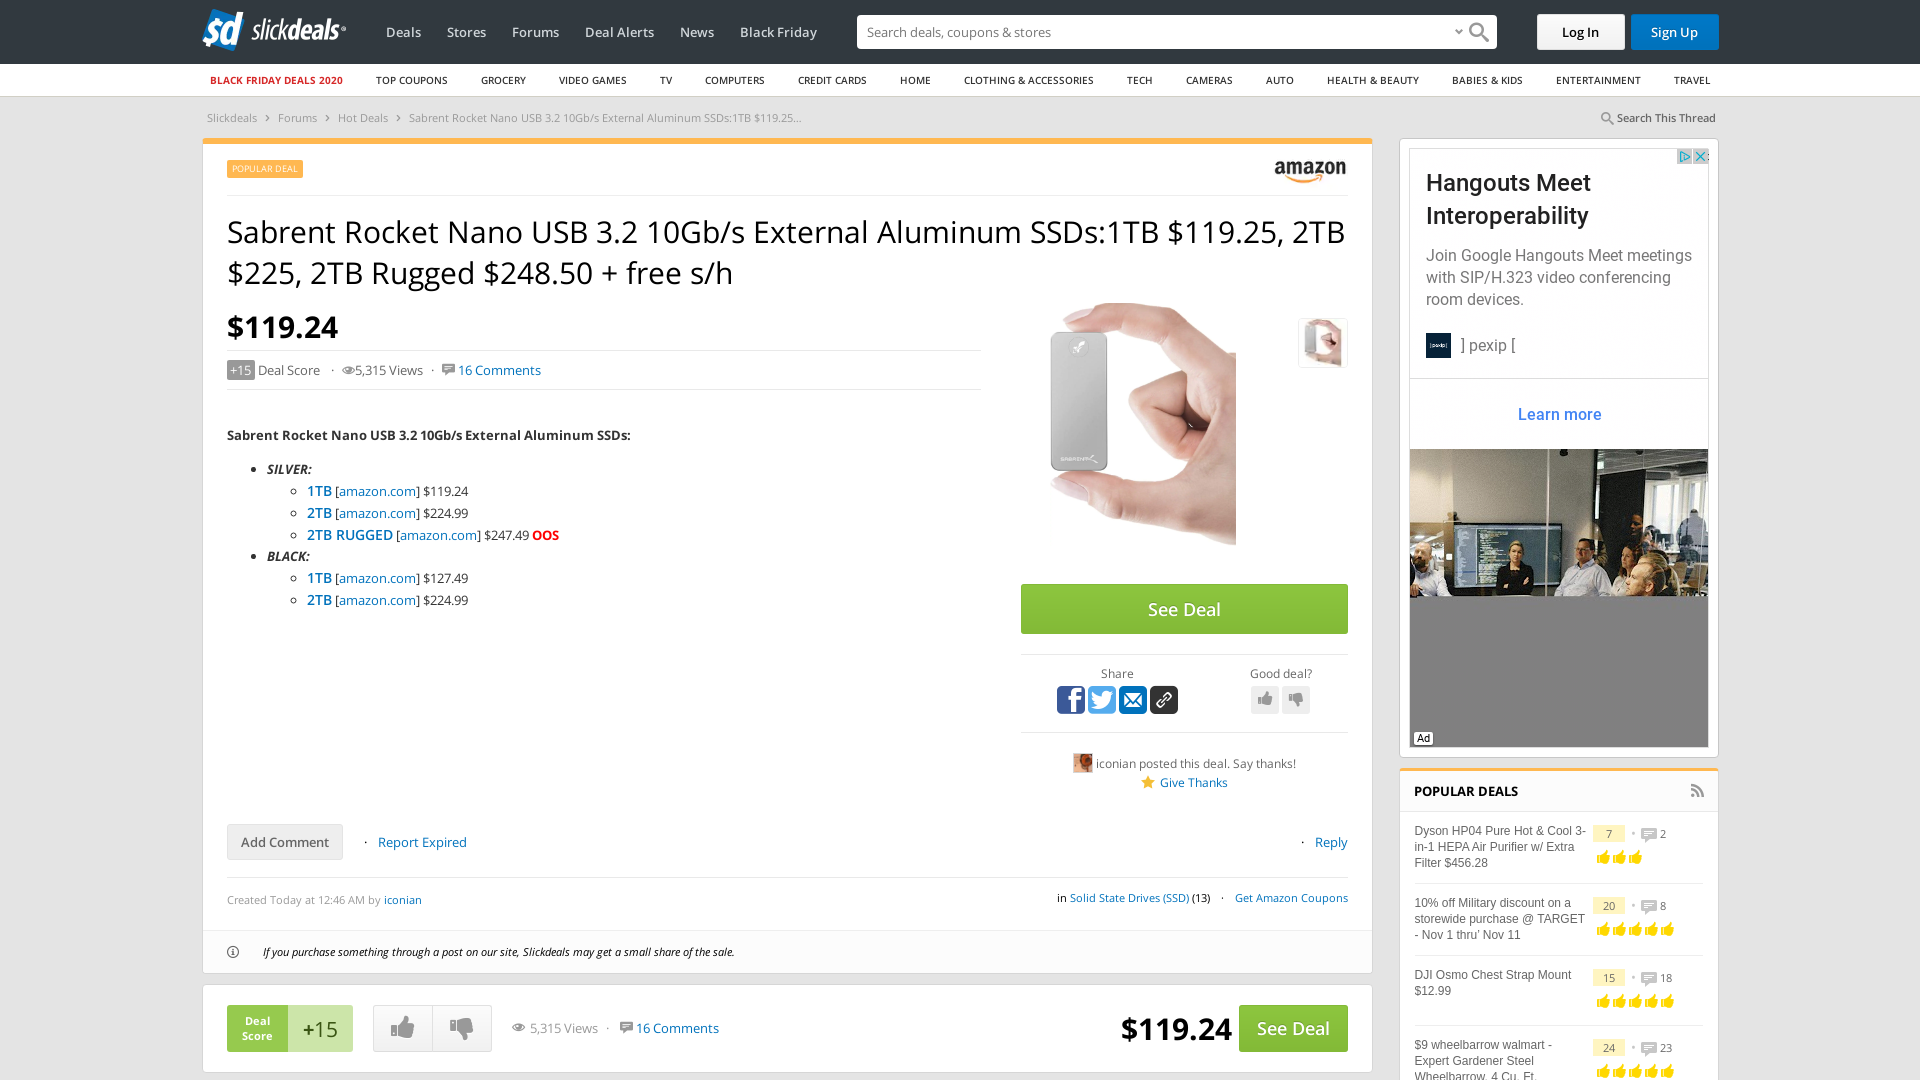 slickdeals
Deals
Stores
Forums
Deal Alerts
News
Black Friday
Search deals, coupons & stores
Log In
Sign Up
BLACK FRIDAY DEALS 2020
TOP COUPONS
GROCERY
VIDEO GAMES
TV
COMPUTERS
CREDIT CARDS
HOME
CLOTHING & ACCESSORIES
TECH
CAMERAS
AUTO
HEALTH & BEAUTY
BABIES & KIDS
ENTERTAINMENT
TRAVEL
Slickdeals › Forums › Hot Deals › Sabrent Rocket Nano USB 3.2 10Gb/s External Aluminum SSDs:1TB $119.25...
Search This Thread
POPULAR DEAL
amazon
Sabrent Rocket Nano USB 3.2 10Gb/s External Aluminum SSDs:1TB $119.25, 2TB
$225, 2TB Rugged $248.50 + free s/h
$119.24
+15 Deal Score · 5,315 Views · 16 Comments
Sabrent Rocket Nano USB 3.2 10Gb/s External Aluminum SSDs:
SILVER:
1TB [amazon.com] $119.24
2TB [amazon.com] $224.99
2TB RUGGED [amazon.com] $247.49 OOS
BLACK:
1TB [amazon.com] $127.49
2TB [amazon.com] $224.99
SABRENT
See Deal
Share
Good deal?
iconian posted this deal. Say thanks!
Give Thanks
Add Comment · Report Expired
· Reply
Created Today at 12:46 AM by iconian
in Solid State Drives (SSD) (13) · Get Amazon Coupons
If you purchase something through a post on our site, Slickdeals may get a small share of the sale.
Deal
Score
+15
5,315 Views · 16 Comments
$119.24
See Deal
Hangouts Meet
Interoperability
Join Google Hangouts Meet meetings
with SIP/H.323 video conferencing
room devices.
] pexip [
Learn more
Ad
POPULAR DEALS
Dyson HP04 Pure Hot & Cool 3-
in-1 HEPA Air Purifier w/ Extra
Filter $456.28
7 • 2
10% off Military discount on a
storewide purchase @ TARGET
- Nov 1 thru' Nov 11
20 • 8
DJI Osmo Chest Strap Mount
$12.99
15 • 18
$9 wheelbarrow walmart -
Expert Gardener Steel
Wheelbarrow, 4 Cu. Ft.
24 • 23